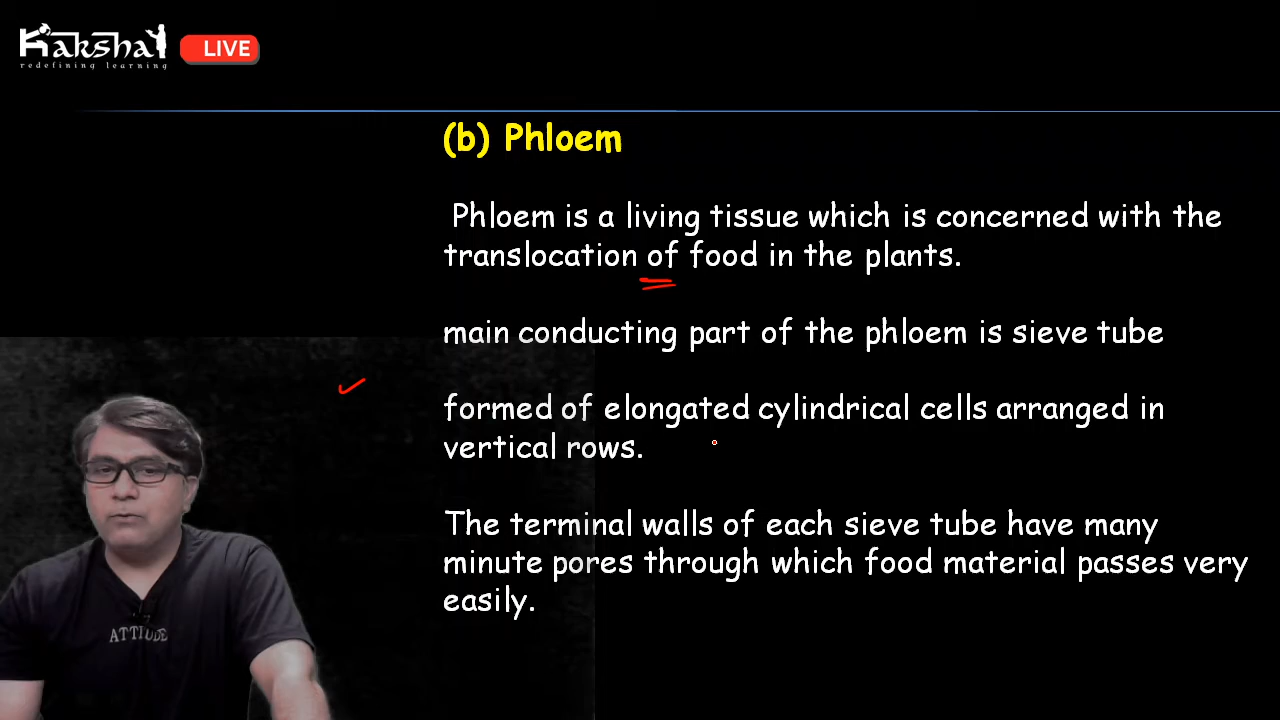 Kaksha
LIVE
redefining learning
(b) Phloem
Phloem is a living tissue which is concerned with the
translocation of food in the plants.
main conducting part of the phloem is sieve tube
formed of elongated cylindrical cells arranged in
vertical rows.
The terminal walls of each sieve tube have many
minute pores through which food material passes very
easily.
ATTITUDE